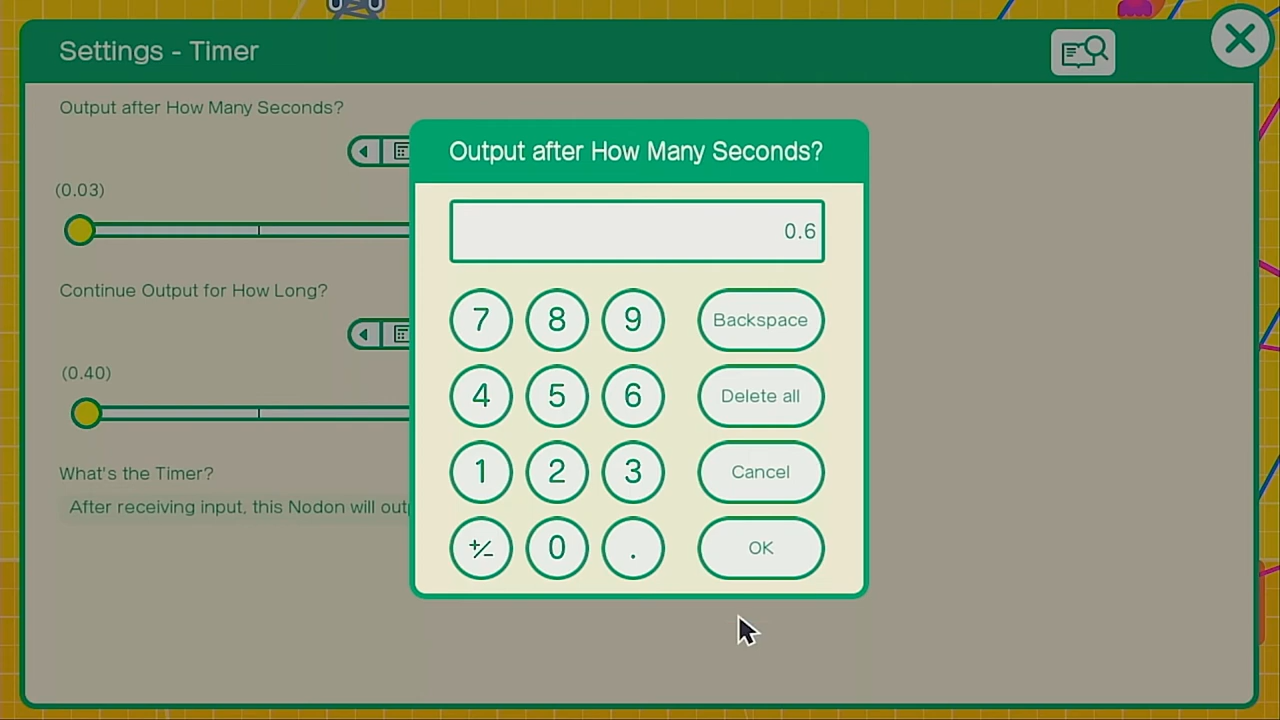 Settings - Timer
Output after How Many Seconds?
(0.03)
Continue Output for How Long?
(0.40)
What's the Timer?
After receiving input, this Nodon will outp
Output after How Many Seconds?
0.6
7 8 9 Backspace
4 5 6 Delete all
1 2 3 Cancel
+/- 0 . OK